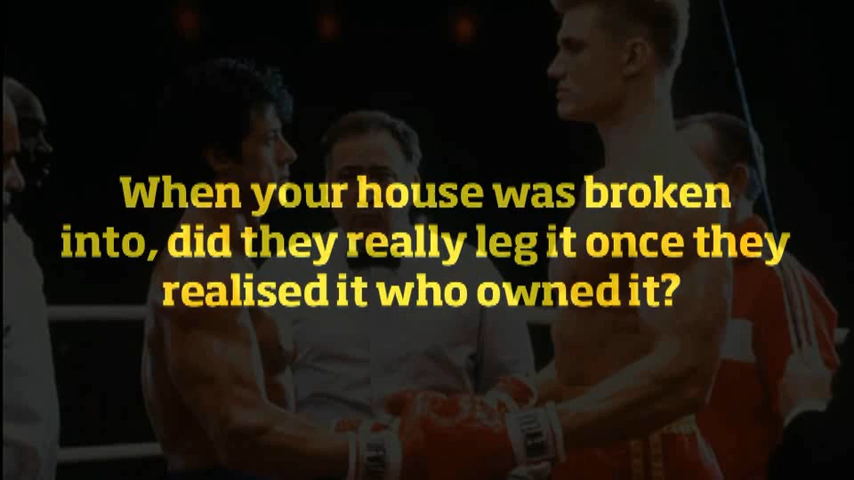 When your house was broken
into, did they really leg it once they
realised it who owned it?